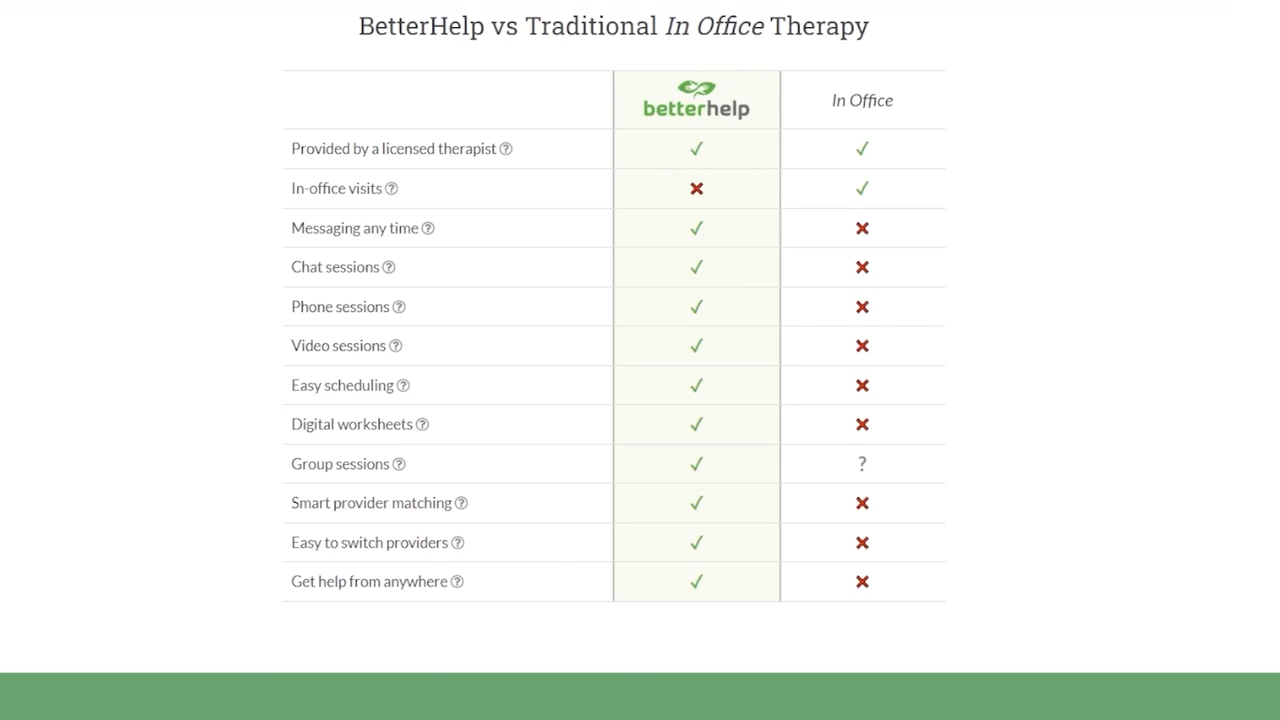 BetterHelp vs Traditional In Office Therapy
betterhelp In Office
Provided by a licensed therapist ? ✓ ✓
In-office visits ? ✗ ✓
Messaging any time ? ✓ ✗
Chat sessions ? ✓ ✗
Phone sessions ? ✓ ✗
Video sessions ? ✓ ✗
Easy scheduling ? ✓ ✗
Digital worksheets ? ✓ ✗
Group sessions ? ✓ ?
Smart provider matching ? ✓ ✗
Easy to switch providers ? ✓ ✗
Get help from anywhere ? ✓ ✗